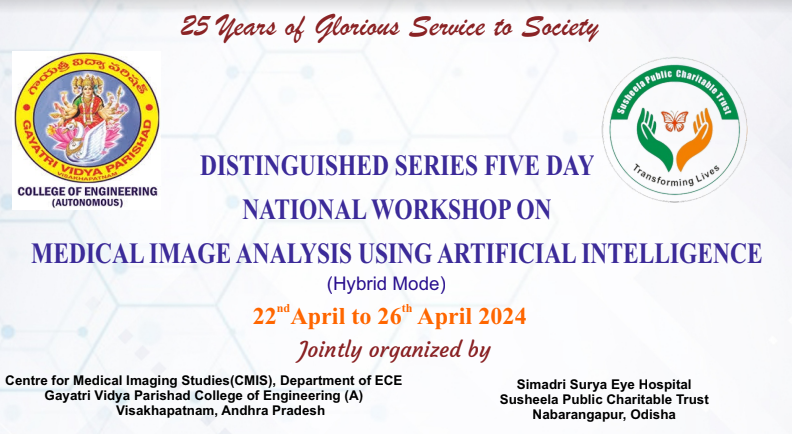 25 Years of Glorious Service to Society
గాయత్రీ విద్యా పరిషత్
GAYATRI VIDYA PARISHAD
VISAKHAPATNAM
COLLEGE OF ENGINEERING
(AUTONOMOUS)
Susheela Public Charitable Trust
Transforming Lives
DISTINGUISHED SERIES FIVE DAY
NATIONAL WORKSHOP ON
MEDICAL IMAGE ANALYSIS USING ARTIFICIAL INTELLIGENCE
(Hybrid Mode)
22nd April to 26th April 2024
Jointly organized by
Centre for Medical Imaging Studies(CMIS), Department of ECE
Gayatri Vidya Parishad College of Engineering (A)
Visakhapatnam, Andhra Pradesh
Simadri Surya Eye Hospital
Susheela Public Charitable Trust
Nabarangapur, Odisha